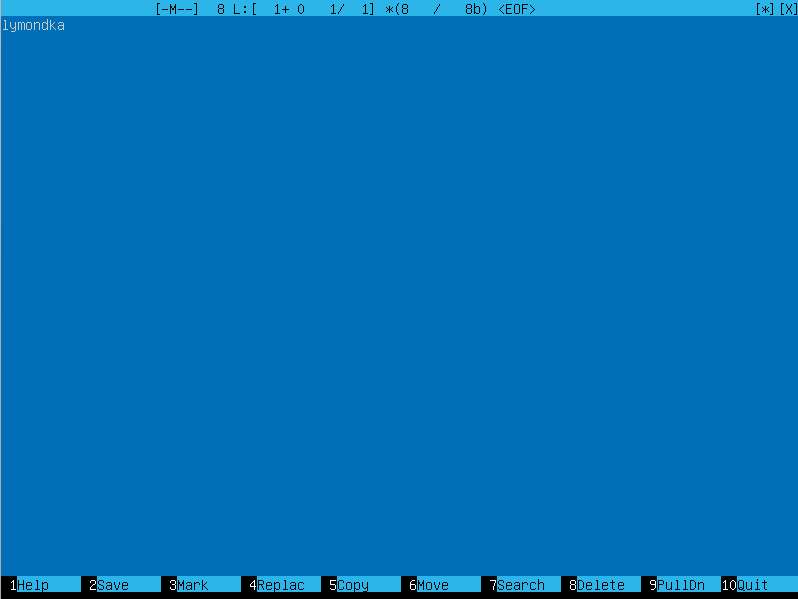 [-M--]  8 L:[  1+ 0   1/  1] *(8   /   8b) <EOF>   [*][X]
lymondka
1Help 2Save 3Mark 4Replac 5Copy 6Move 7Search 8Delete 9PullDn 10Quit